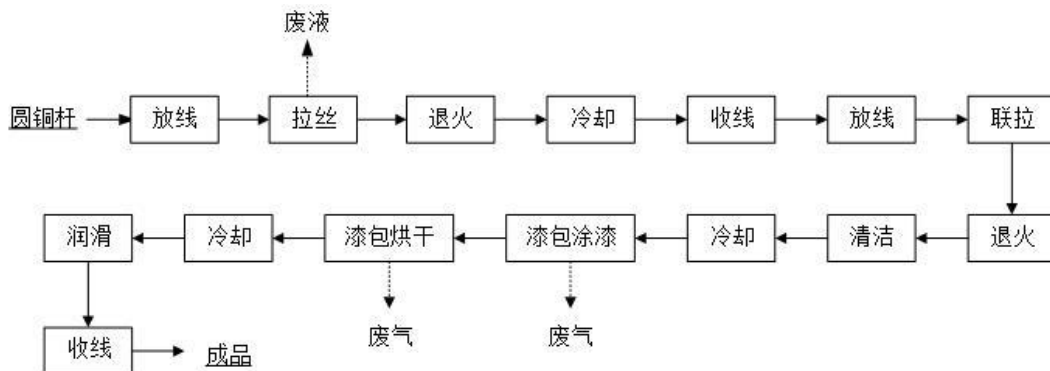 废液
圆铜杆 放线 拉丝 退火 冷却 收线 放线 联拉
润滑 冷却 漆包烘干 漆包涂漆 冷却 清洁 退火
废气 废气
收线 成品